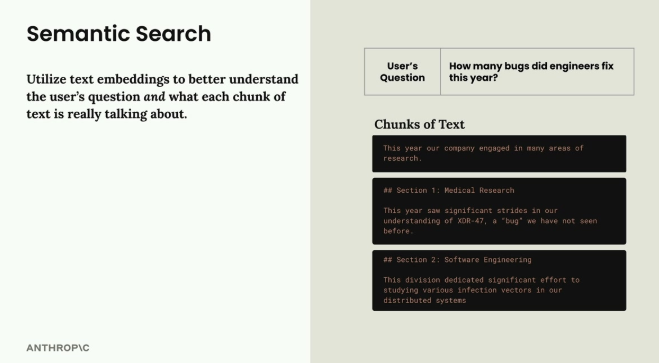 Semantic Search
Utilize text embeddings to better understand
the user's question and what each chunk of
text is really talking about.
User's
Question
How many bugs did engineers fix
this year?
Chunks of Text
This year our company engaged in many areas of
research.
## Section 1: Medical Research
This year saw significant strides in our
understanding of XDR-47, a "bug" we have not seen
before.
## Section 2: Software Engineering
This division dedicated significant effort to
studying various infection vectors in our
distributed systems
ANTHROP\C